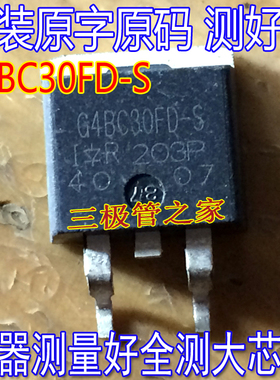 装原字原码 测好
BC30FD-S
G4BC30FD-S
IR 203P
40 07
三极管之家
器测量好全测大芯